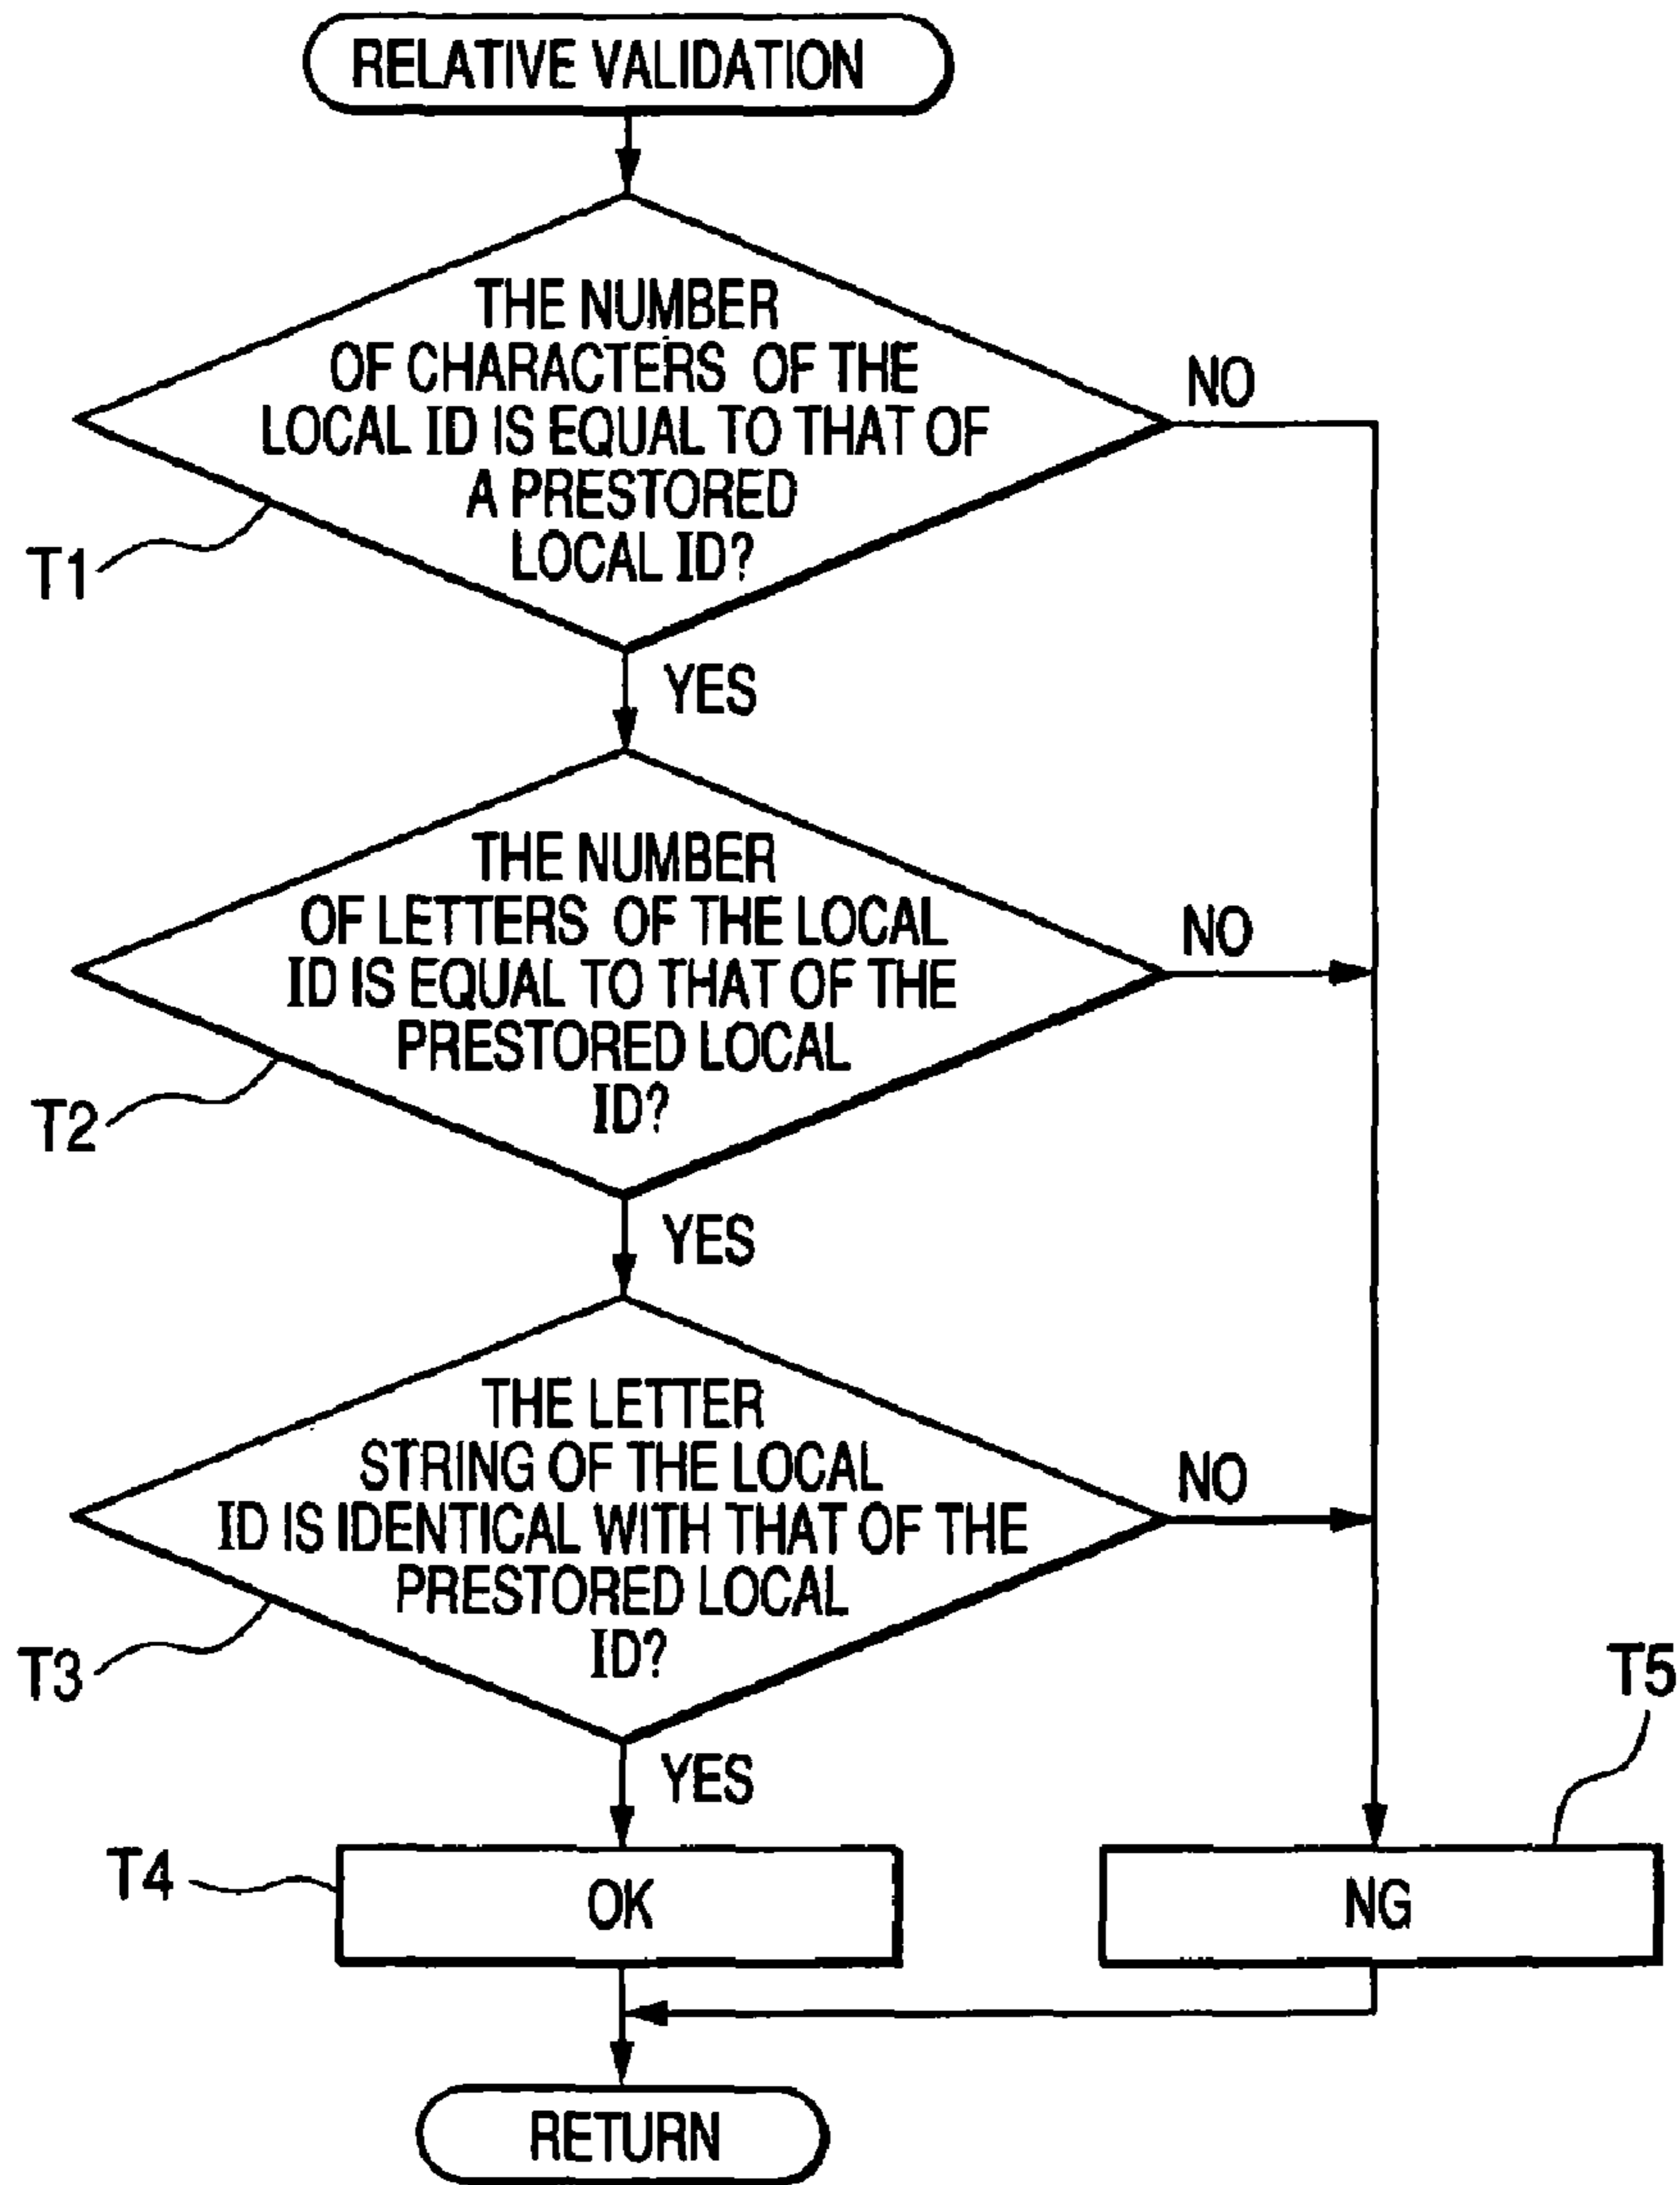 RELATIVE VALIDATION
THE NUMBER
OF CHARACTERS OF THE
LOCAL ID IS EQUAL TO THAT OF
A PRESTORED
LOCAL ID?
NO
T1
YES
THE NUMBER
OF LETTERS OF THE LOCAL
ID IS EQUAL TO THAT OF THE
PRESTORED LOCAL
ID?
NO
T2
YES
THE LETTER
STRING OF THE LOCAL
ID IS IDENTICAL WITH THAT OF THE
PRESTORED LOCAL
ID?
NO
T3
T5
YES
T4
OK
NG
RETURN